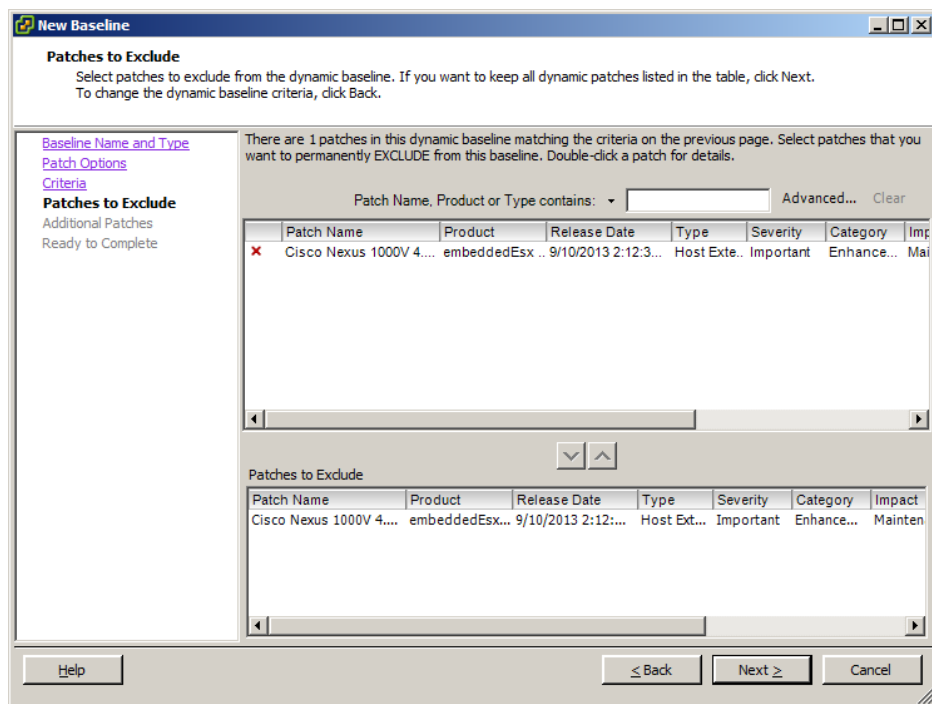 New Baseline
Patches to Exclude
Select patches to exclude from the dynamic baseline. If you want to keep all dynamic patches listed in the table, click Next.
To change the dynamic baseline criteria, click Back.
Baseline Name and Type
Patch Options
Criteria
Patches to Exclude
Additional Patches
Ready to Complete
There are 1 patches in this dynamic baseline matching the criteria on the previous page. Select patches that you
want to permanently EXCLUDE from this baseline. Double-click a patch for details.
Patch Name, Product or Type contains: Advanced... Clear
Patch Name Product Release Date Type Severity Category Imp
Cisco Nexus 1000V 4.... embeddedEsx .. 9/10/2013 2:12:3... Host Exte.. Important Enhance... Mai
Patches to Exclude
Patch Name Product Release Date Type Severity Category Impact
Cisco Nexus 1000V 4.... embeddedEsx... 9/10/2013 2:12:... Host Ext... Important Enhance... Mainten
Help < Back Next > Cancel